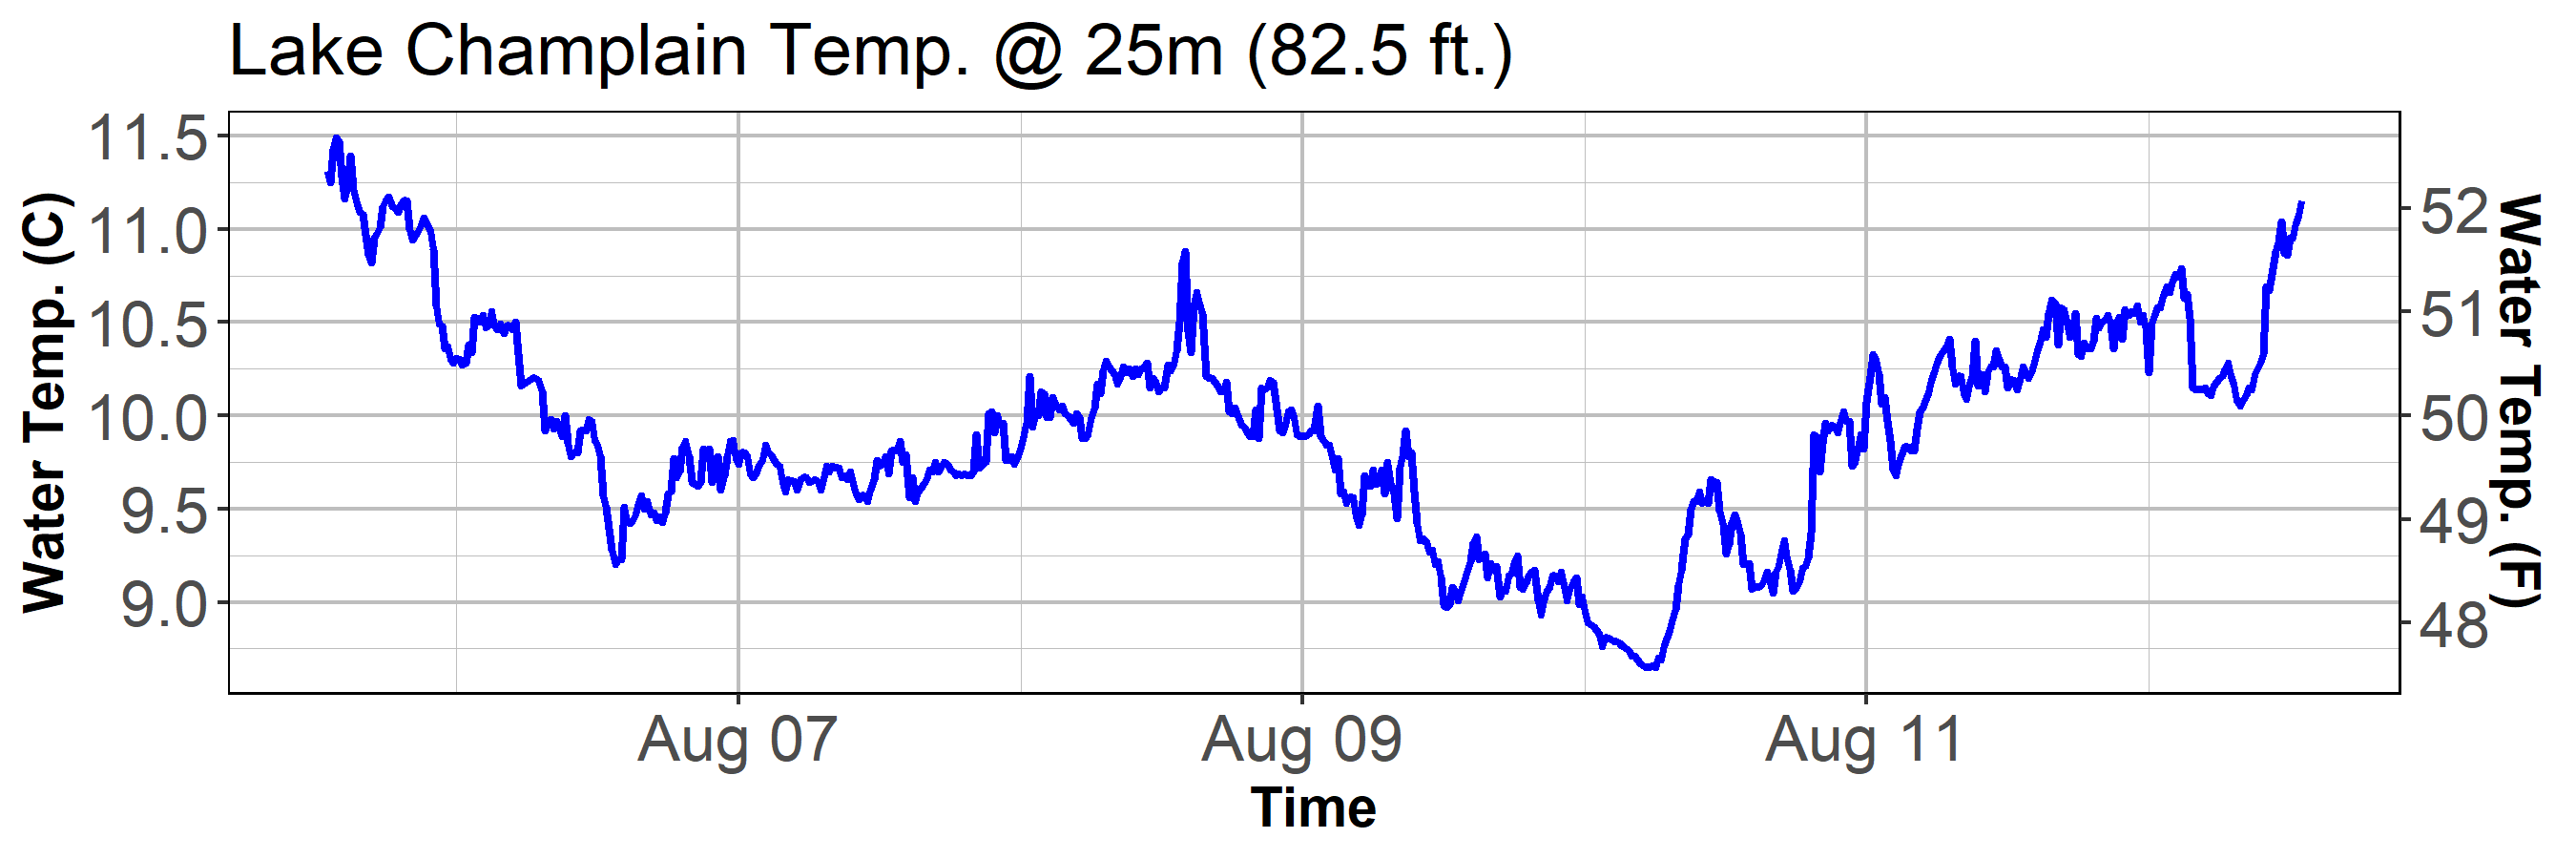 Lake Champlain Temp. @ 25m (82.5 ft.)
Water Temp. (C)
11.5
11.0
10.5
10.0
9.5
9.0
52
51
50
49
48
Water Temp. (F)
Aug 07 Aug 09 Aug 11
Time